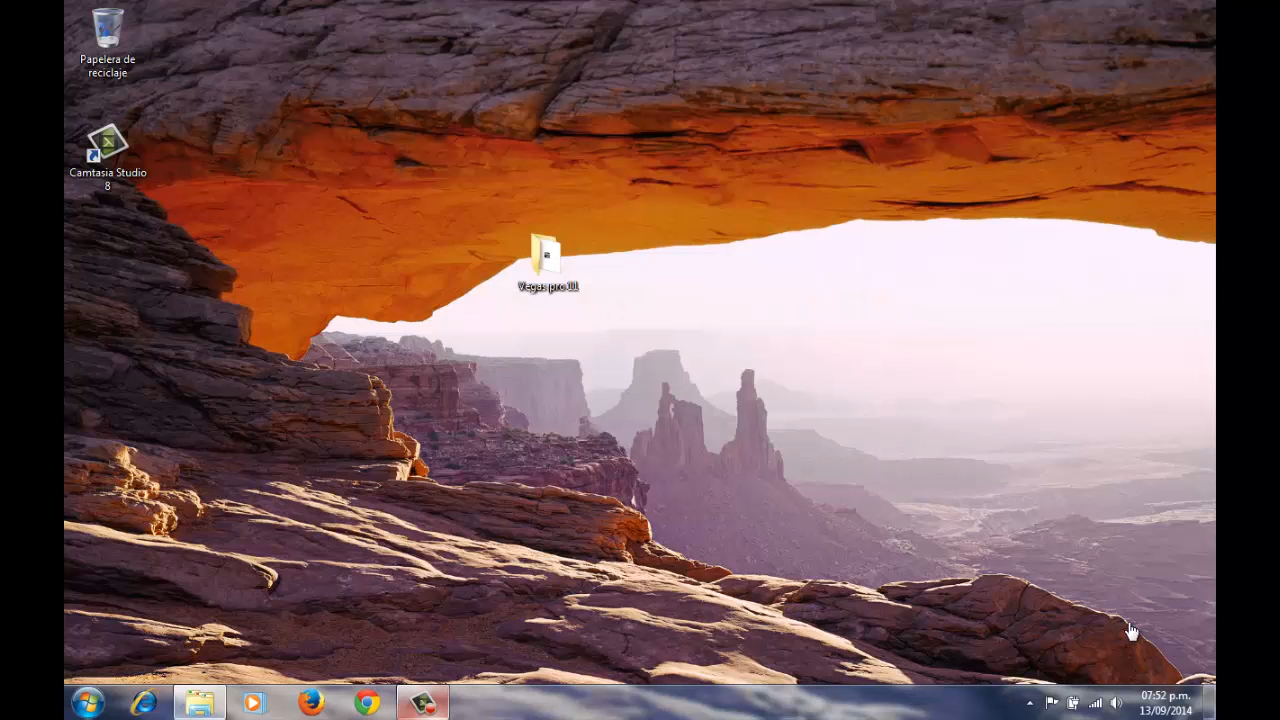 Papelera de
reciclaje
Camtasia Studio
8
Vegas pro 11
07:52 p.m.
13/09/2014